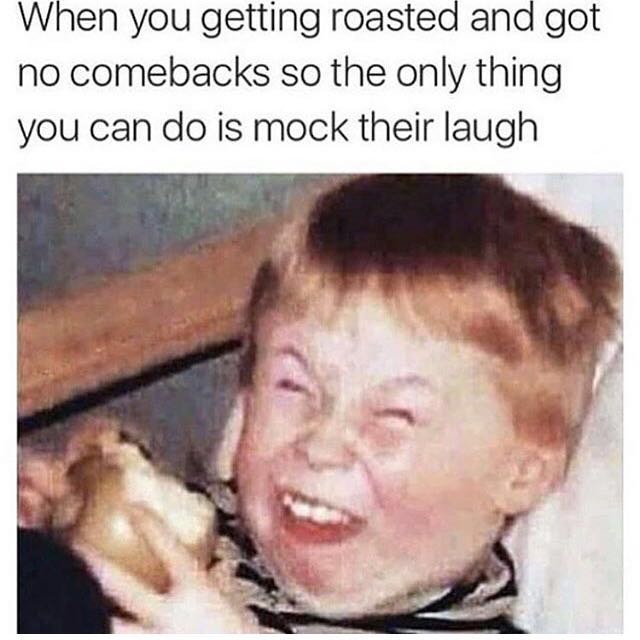 When you getting roasted and got
no comebacks so the only thing
you can do is mock their laugh